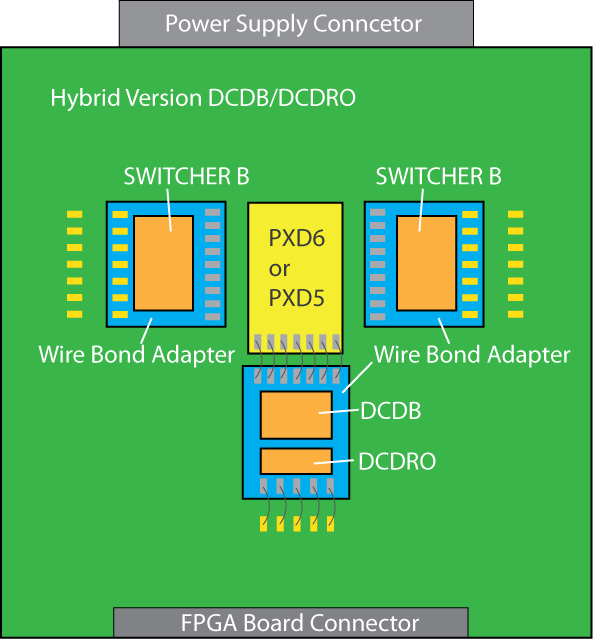 Power Supply Conncetor
Hybrid Version DCDB/DCDRO
SWITCHER B
SWITCHER B
PXD6
or
PXD5
Wire Bond Adapter
Wire Bond Adapter
DCDB
DCDRO
FPGA Board Connector